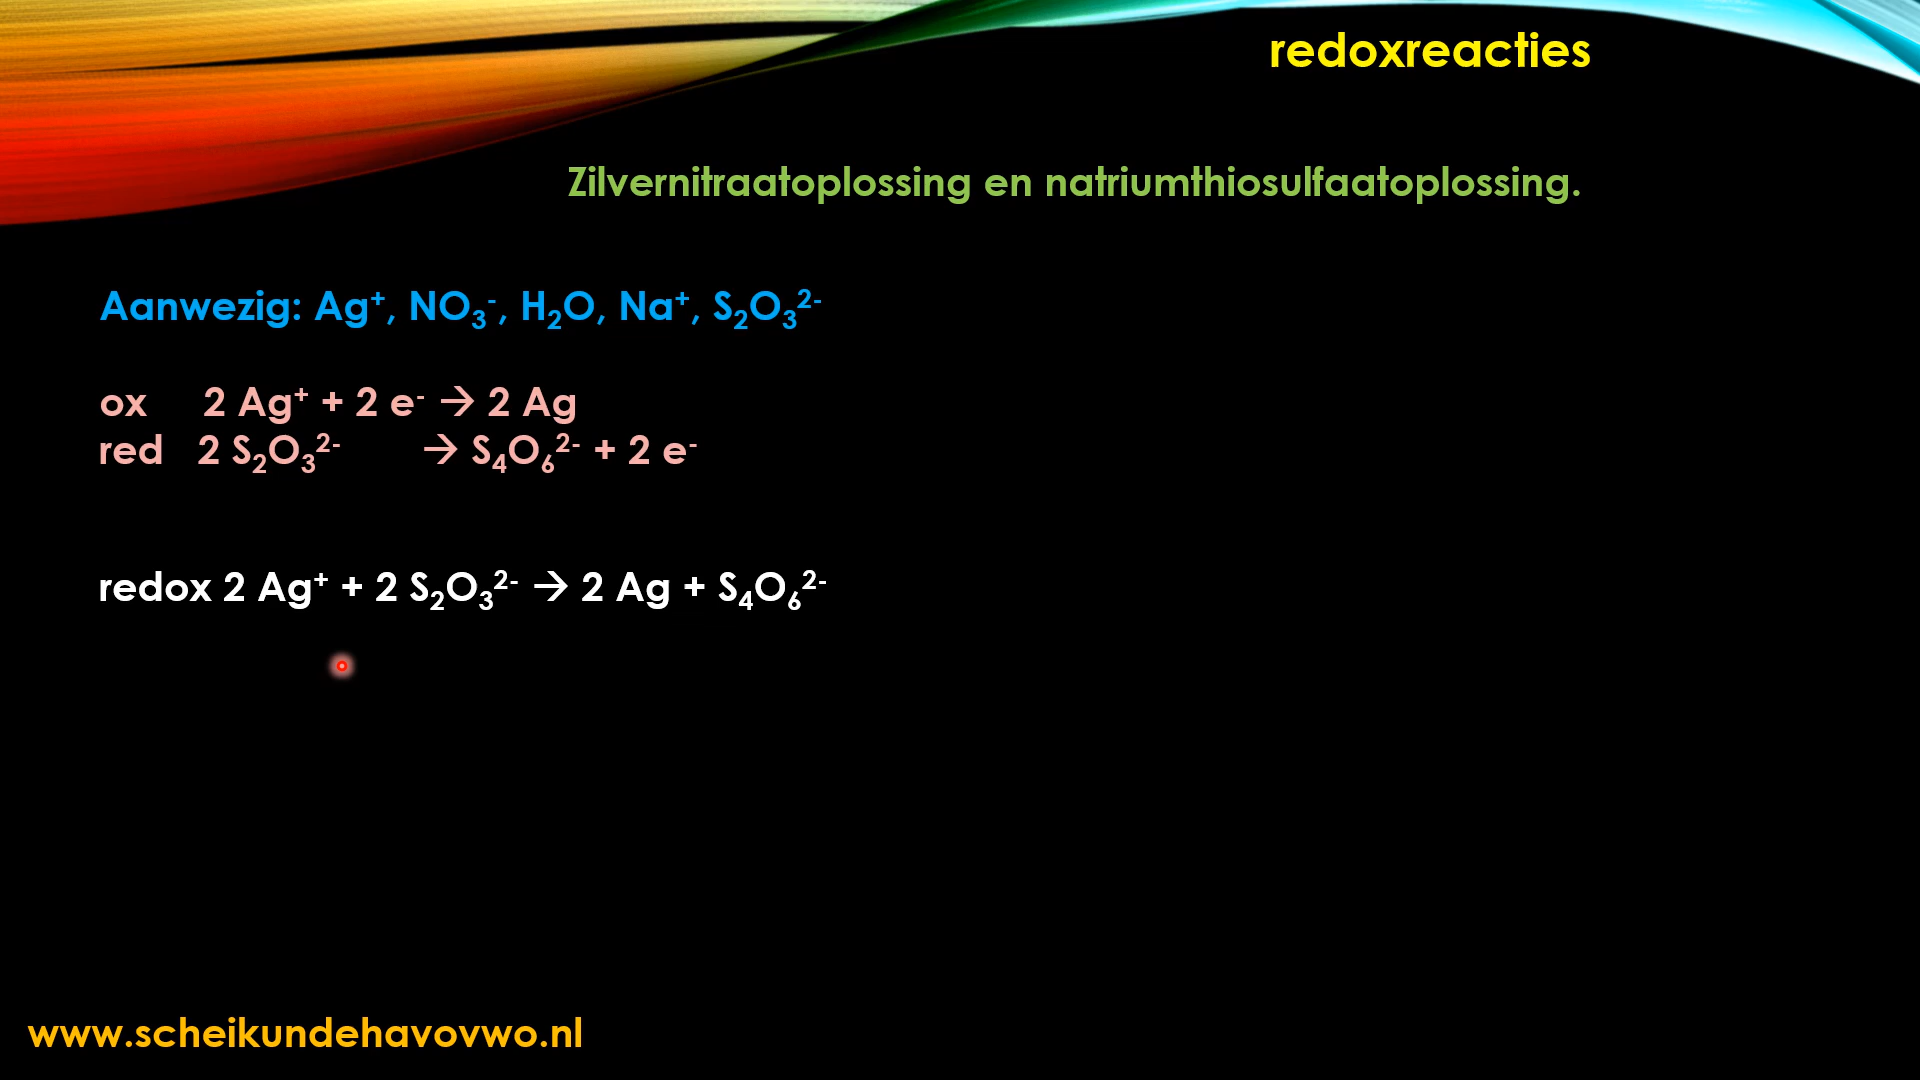 redoxreacties
Zilvernitraatoplossing en natriumthiosulfaatoplossing.
Aanwezig: Ag⁺, NO₃⁻, H₂O, Na⁺, S₂O₃²⁻
ox 2 Ag⁺ + 2 e⁻ → 2 Ag
red 2 S₂O₃²⁻ → S₄O₆²⁻ + 2 e⁻
redox 2 Ag⁺ + 2 S₂O₃²⁻ → 2 Ag + S₄O₆²⁻
www.scheikundehavovwo.nl